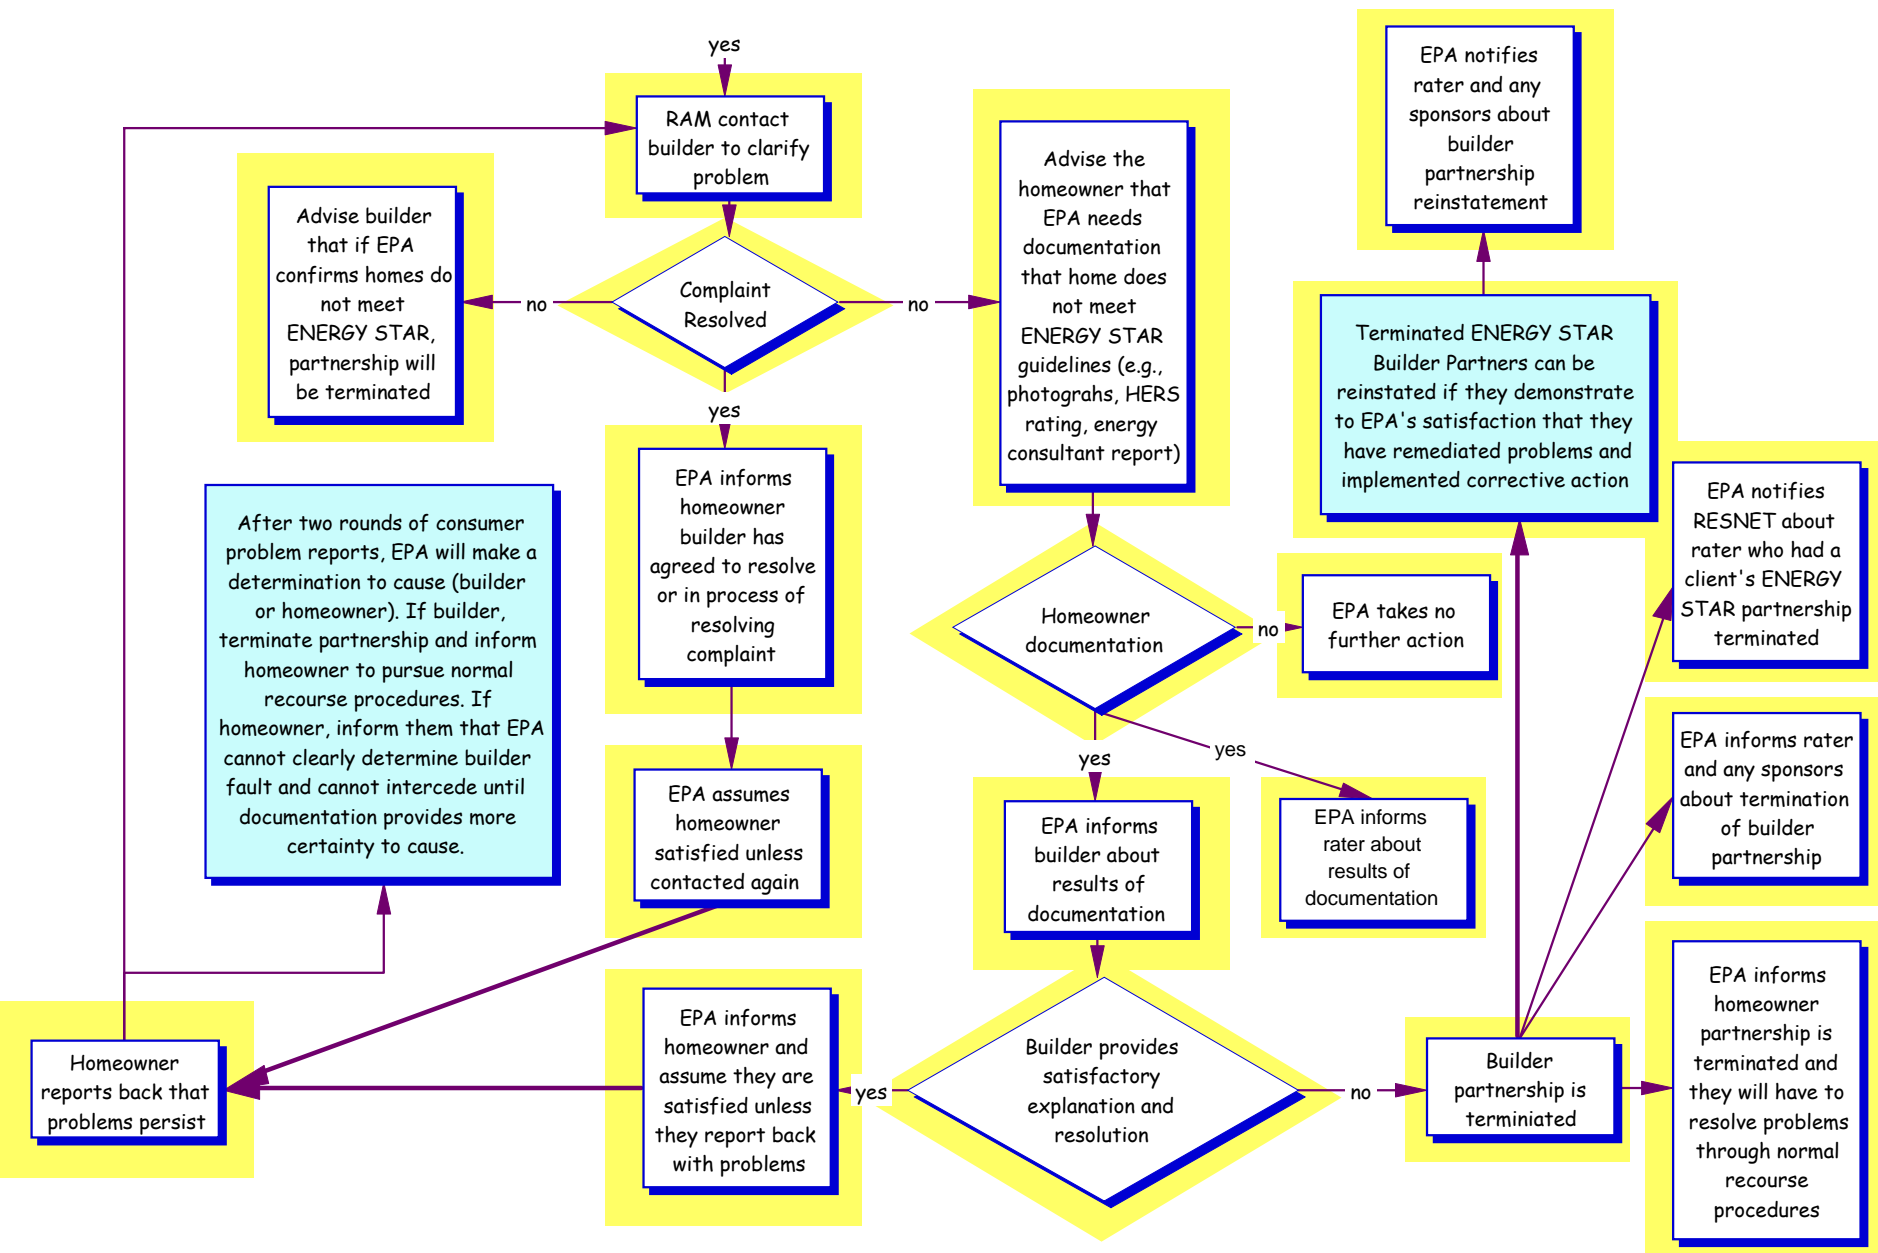 yes
RAM contact
builder to clarify
problem
Advise builder
that if EPA
confirms homes do
not meet
ENERGY STAR,
partnership will
be terminated
no
Complaint
Resolved
no
Advise the
homeowner that
EPA needs
documentation
that home does
not meet
ENERGY STAR
guidelines (e.g.,
photograhs, HERS
rating, energy
consultant report)
EPA notifies
rater and any
sponsors about
builder
partnership
reinstatement
Terminated ENERGY STAR
Builder Partners can be
reinstated if they demonstrate
to EPA's satisfaction that they
have remediated problems and
implemented corrective action
yes
EPA informs
homeowner
builder has
agreed to resolve
or in process of
resolving
complaint
After two rounds of consumer
problem reports, EPA will make a
determination to cause (builder
or homeowner). If builder,
terminate partnership and inform
homeowner to pursue normal
recourse procedures. If
homeowner, inform them that EPA
cannot clearly determine builder
fault and cannot intercede until
documentation provides more
certainty to cause.
Homeowner
documentation
no
EPA takes no
further action
EPA notifies
RESNET about
rater who had a
client's ENERGY
STAR partnership
terminated
yes
yes
EPA assumes
homeowner
satisfied unless
contacted again
EPA informs
builder about
results of
documentation
EPA informs
rater about
results of
documentation
EPA informs rater
and any sponsors
about termination
of builder
partnership
Homeowner
reports back that
problems persist
EPA informs
homeowner and
assume they are
satisfied unless
they report back
with problems
yes
Builder provides
satisfactory
explanation and
resolution
no
Builder
partnership is
terminiated
EPA informs
homeowner
partnership is
terminated and
they will have to
resolve problems
through normal
recourse
procedures